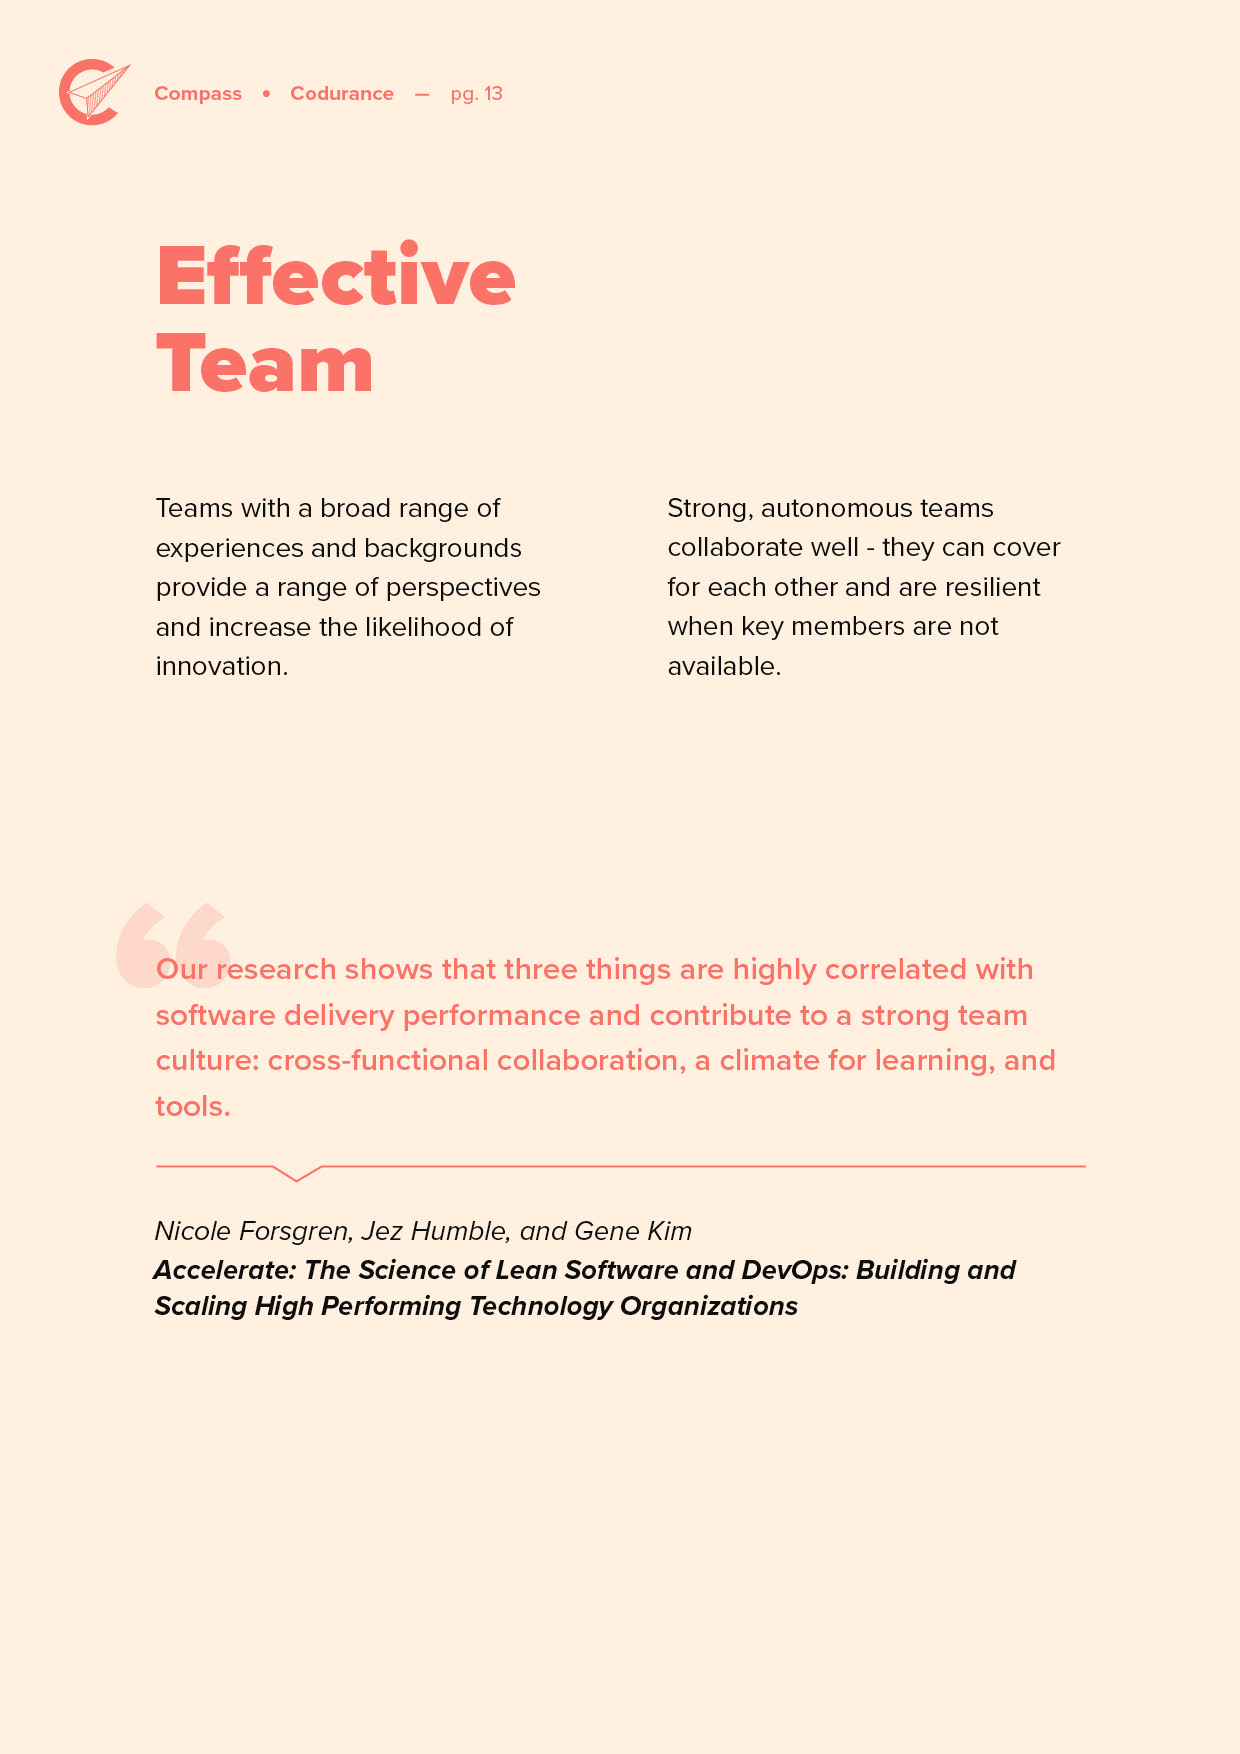 Compass • Codurance — pg. 13
Effective
Team
Teams with a broad range of
experiences and backgrounds
provide a range of perspectives
and increase the likelihood of
innovation.
Strong, autonomous teams
collaborate well - they can cover
for each other and are resilient
when key members are not
available.
“
Our research shows that three things are highly correlated with
software delivery performance and contribute to a strong team
culture: cross-functional collaboration, a climate for learning, and
tools.
Nicole Forsgren, Jez Humble, and Gene Kim
Accelerate: The Science of Lean Software and DevOps: Building and
Scaling High Performing Technology Organizations